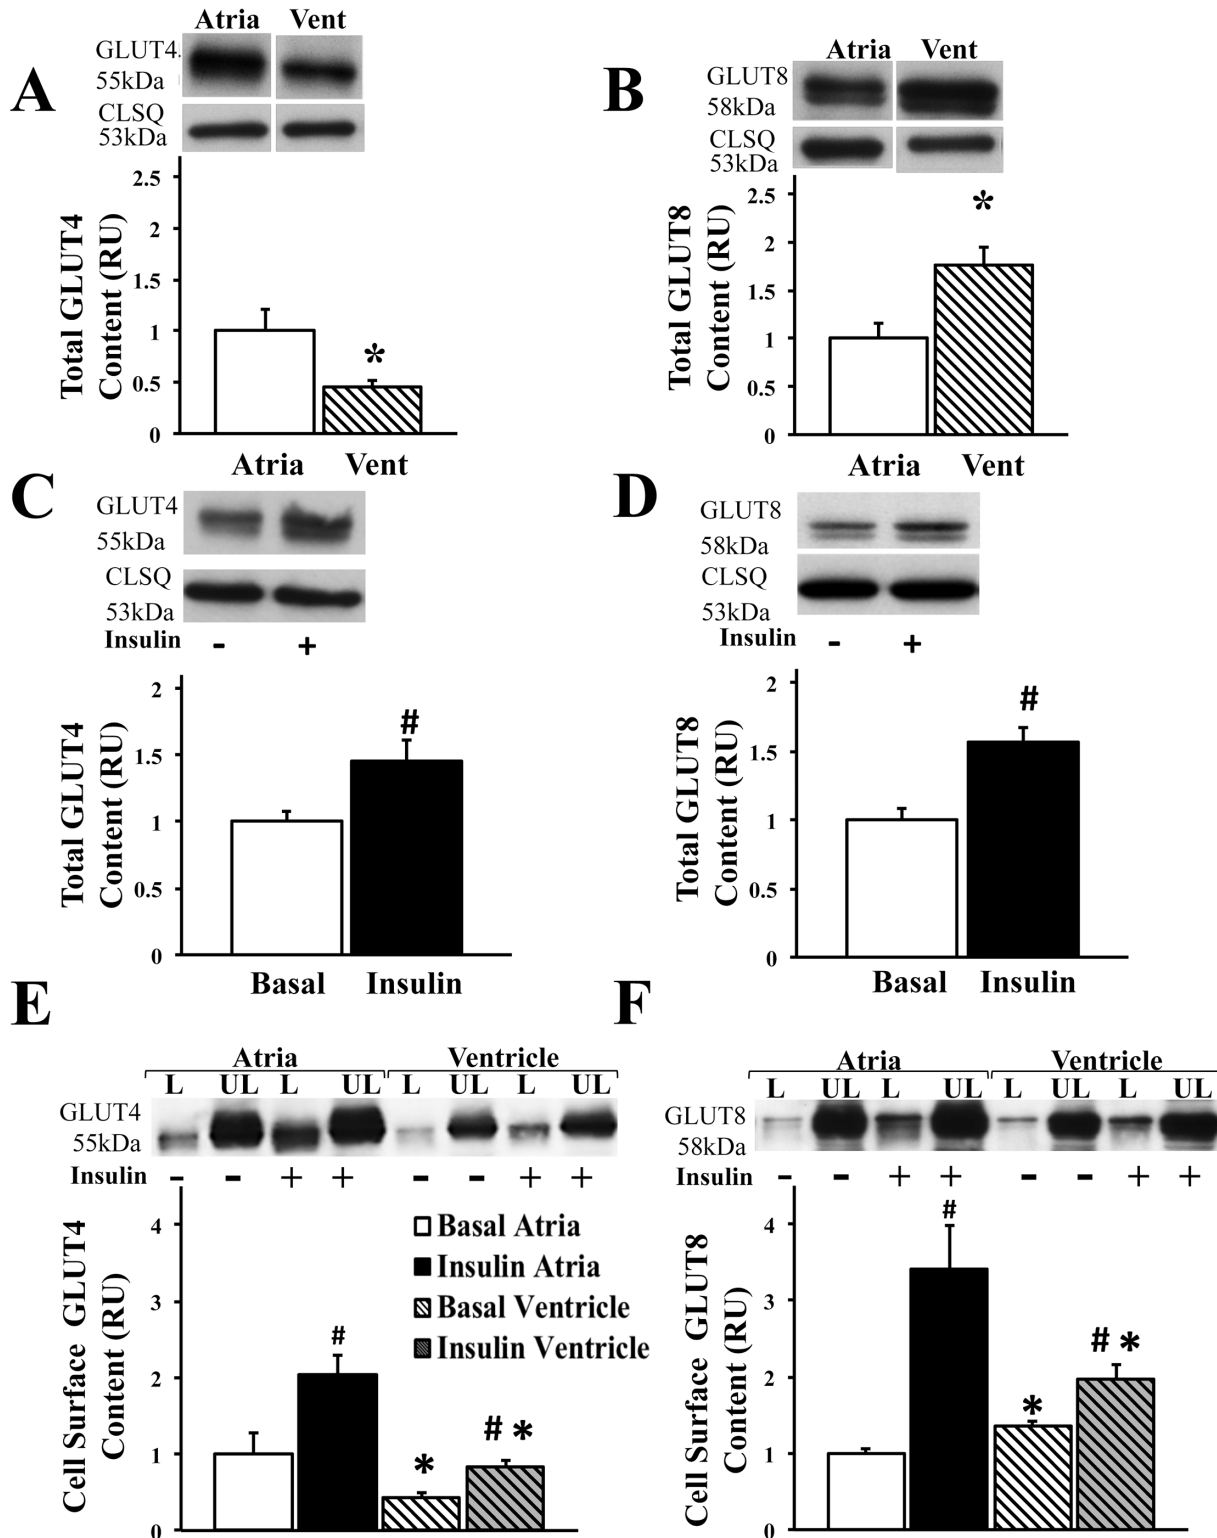 A
Atria Vent
GLUT4
55kDa
CLSQ
53kDa
Total GLUT4
Content (RU)
2.5
2
1.5
1
0.5
0
*
Atria Vent
B
Atria Vent
GLUT8
58kDa
CLSQ
53kDa
Total GLUT8
Content (RU)
2.5
2
1.5
1
0.5
0
*
Atria Vent
C
GLUT4
55kDa
CLSQ
53kDa
Insulin - +
Total GLUT4
Content (RU)
2
1.5
1
0.5
0
#
Basal Insulin
D
GLUT8
58kDa
CLSQ
53kDa
Insulin - +
Total GLUT8
Content (RU)
2
1.5
1
0.5
0
#
Basal Insulin
E
Atria Ventricle
L UL L UL L UL L UL
GLUT4
55kDa
Insulin - - + + - - + +
Cell Surface GLUT4
Content (RU)
4
3
2
1
0
Basal Atria
Insulin Atria
Basal Ventricle
Insulin Ventricle
#
*
# *
F
Atria Ventricle
L UL L UL L UL L UL
GLUT8
58kDa
Insulin - - + + - - + +
Cell Surface GLUT8
Content (RU)
4
3
2
1
0
#
*
# *